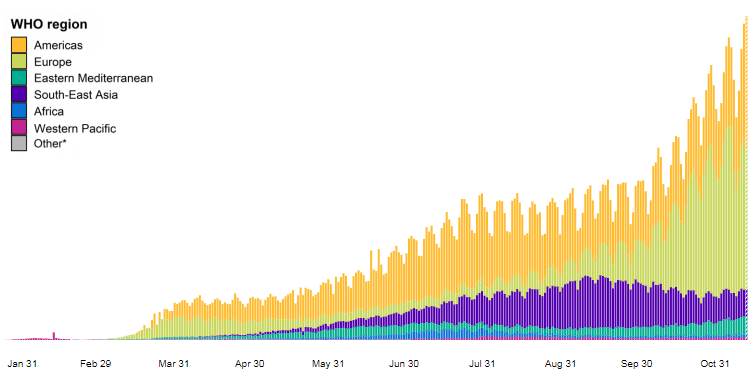 WHO region
Americas
Europe
Eastern Mediterranean
South-East Asia
Africa
Western Pacific
Other*
Jan 31 Feb 29 Mar 31 Apr 30 May 31 Jun 30 Jul 31 Aug 31 Sep 30 Oct 31